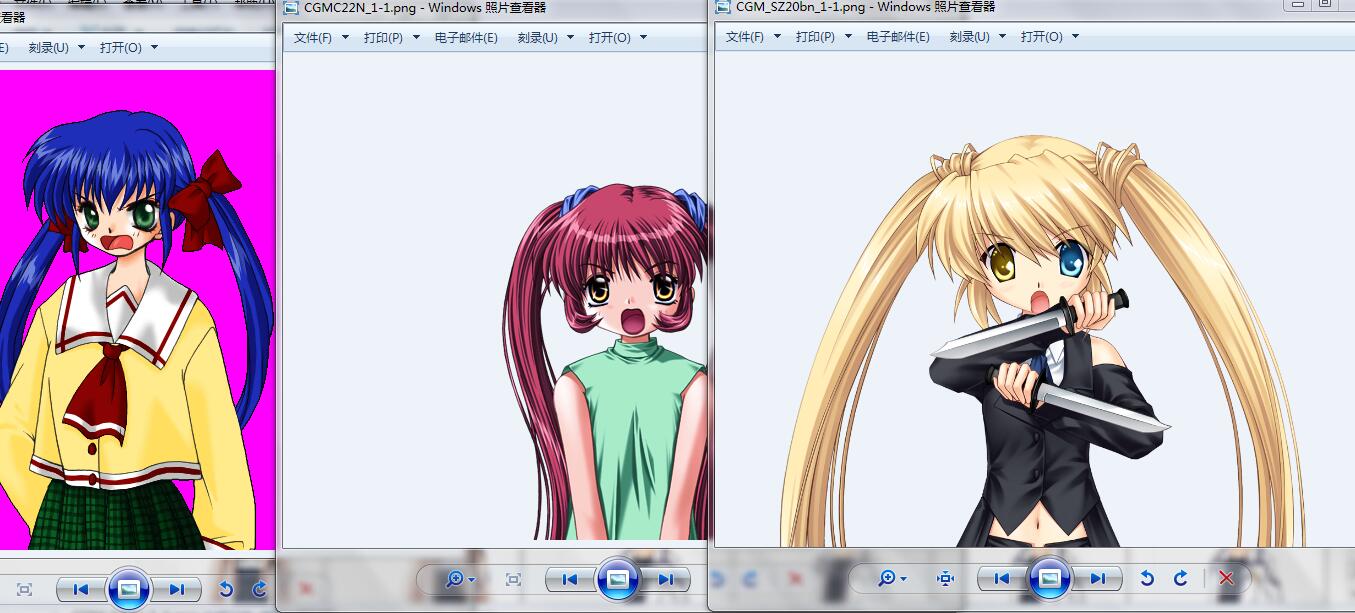 查看器
CGMC22N_1-1.png - Windows 照片查看器
CGM_SZ20bn_1-1.png - Windows 照片查看器
E) 刻录(U) 打开(O)
文件(F) 打印(P) 电子邮件(E) 刻录(U) 打开(O)
文件(F) 打印(P) 电子邮件(E) 刻录(U) 打开(O)